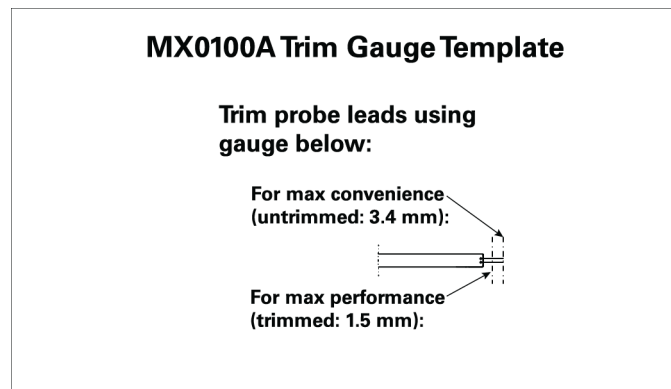 MX0100A Trim Gauge Template
Trim probe leads using
gauge below:
For max convenience
(untrimmed: 3.4 mm):
For max performance
(trimmed: 1.5 mm):